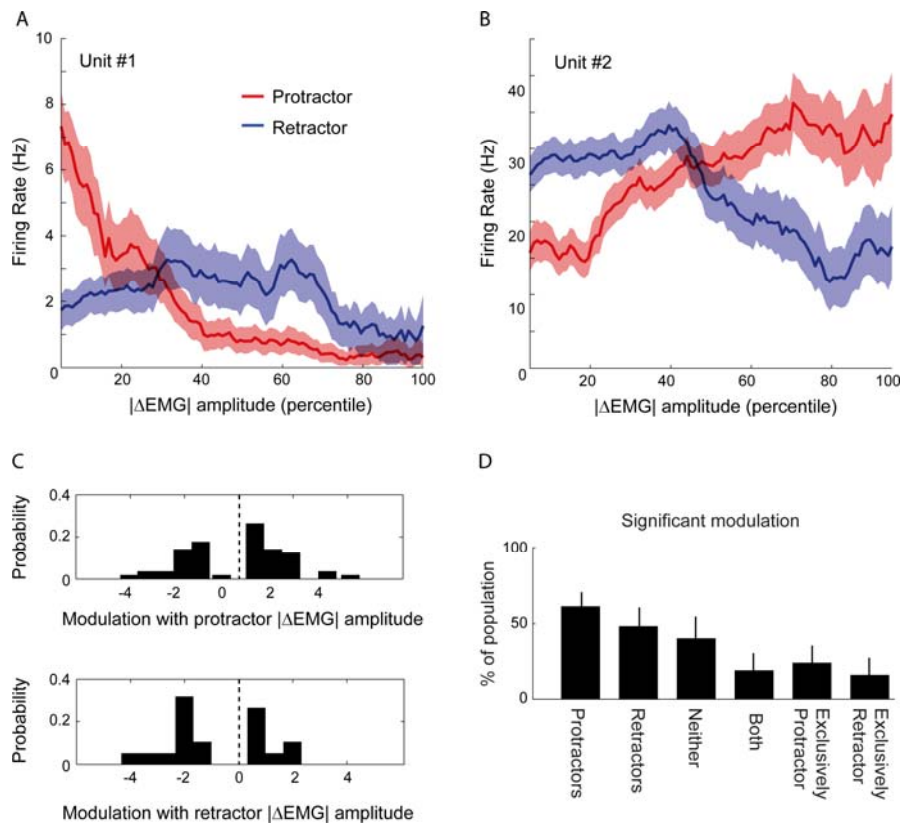 A
10
8
6
4
2
0
Firing Rate (Hz)
Unit #1
Protractor
Retractor
20 40 60 80 100
|ΔEMG| amplitude (percentile)
B
40
30
20
10
0
Firing Rate (Hz)
Unit #2
20 40 60 80 100
|ΔEMG| amplitude (percentile)
C
0.4
0.2
0
Probability
-4 -2 0 2 4
Modulation with protractor |ΔEMG| amplitude
0.4
0.2
0
Probability
-4 -2 0 2 4
Modulation with retractor |ΔEMG| amplitude
D
Significant modulation
100
50
0
% of population
Protractors
Retractors
Neither
Both
Exclusively
Protractor
Exclusively
Retractor